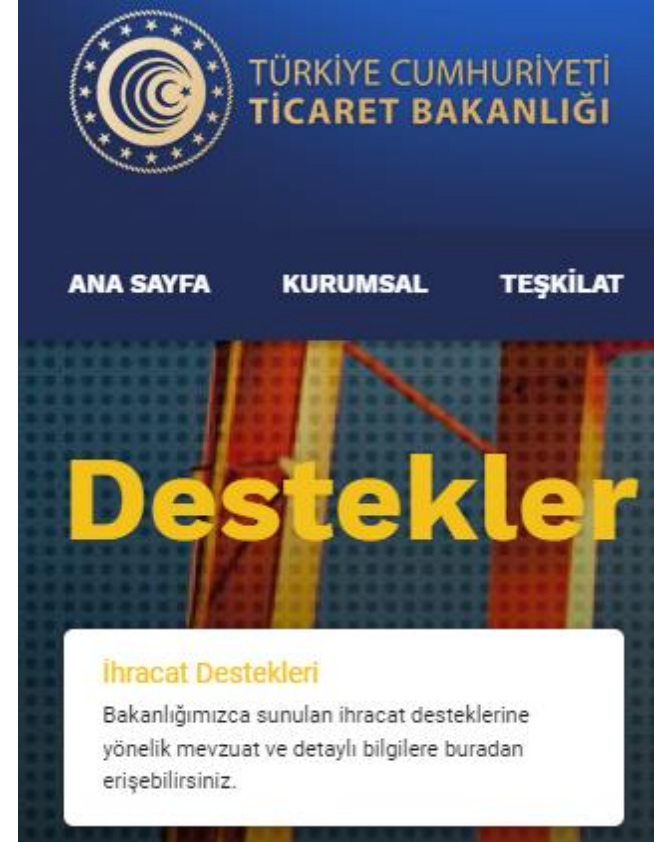 TÜRKİYE CUMHURİYETİ
TİCARET BAKANLIĞI
ANA SAYFA KURUMSAL TEŞKİLAT
Destekler
İhracat Destekleri
Bakanlığımızca sunulan ihracat desteklerine
yönelik mevzuat ve detaylı bilgilere buradan
erişebilirsiniz.